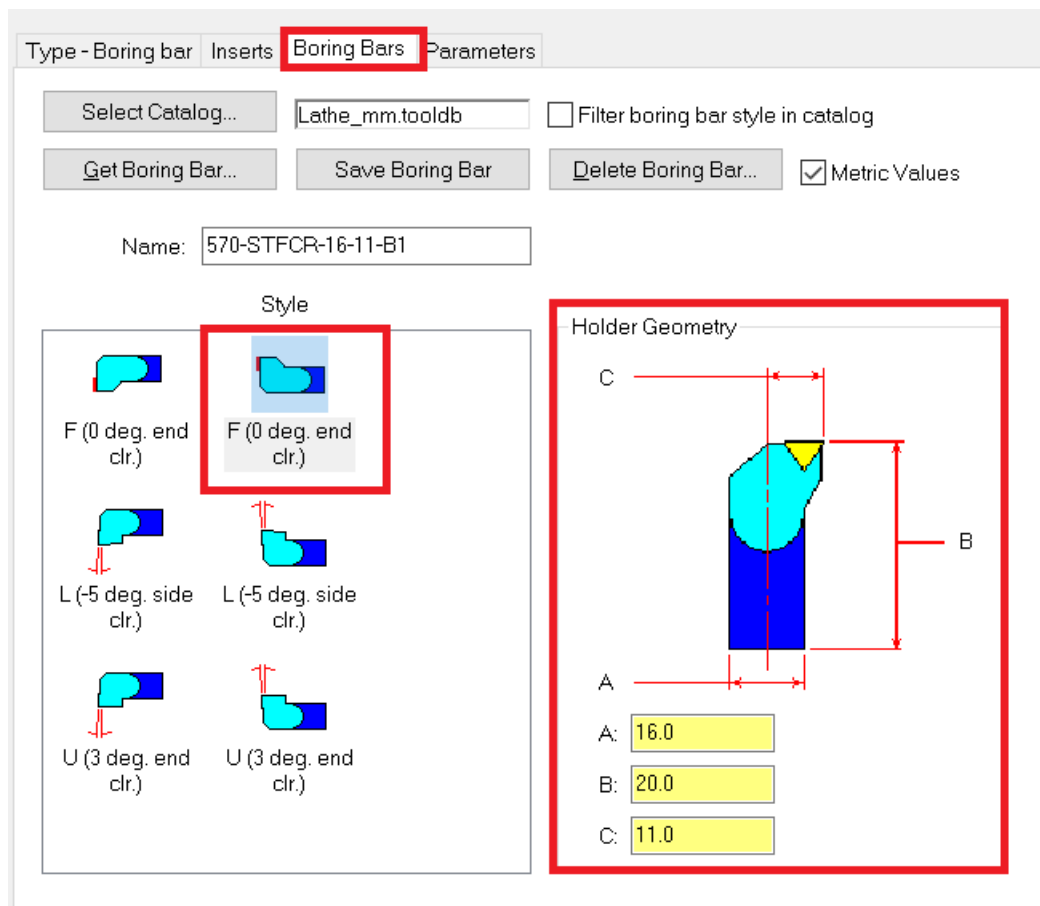 Type - Boring bar Inserts Boring Bars Parameters
Select Catalog... Lathe_mm.tooldb Filter boring bar style in catalog
Get Boring Bar... Save Boring Bar Delete Boring Bar... Metric Values
Name: 570-STFCR-16-11-B1
Style
Holder Geometry
F (0 deg. end
clr.)
F (0 deg. end
clr.)
L (-5 deg. side
clr.)
L (-5 deg. side
clr.)
U (3 deg. end
clr.)
U (3 deg. end
clr.)
C
B
A
A: 16.0
B: 20.0
C: 11.0